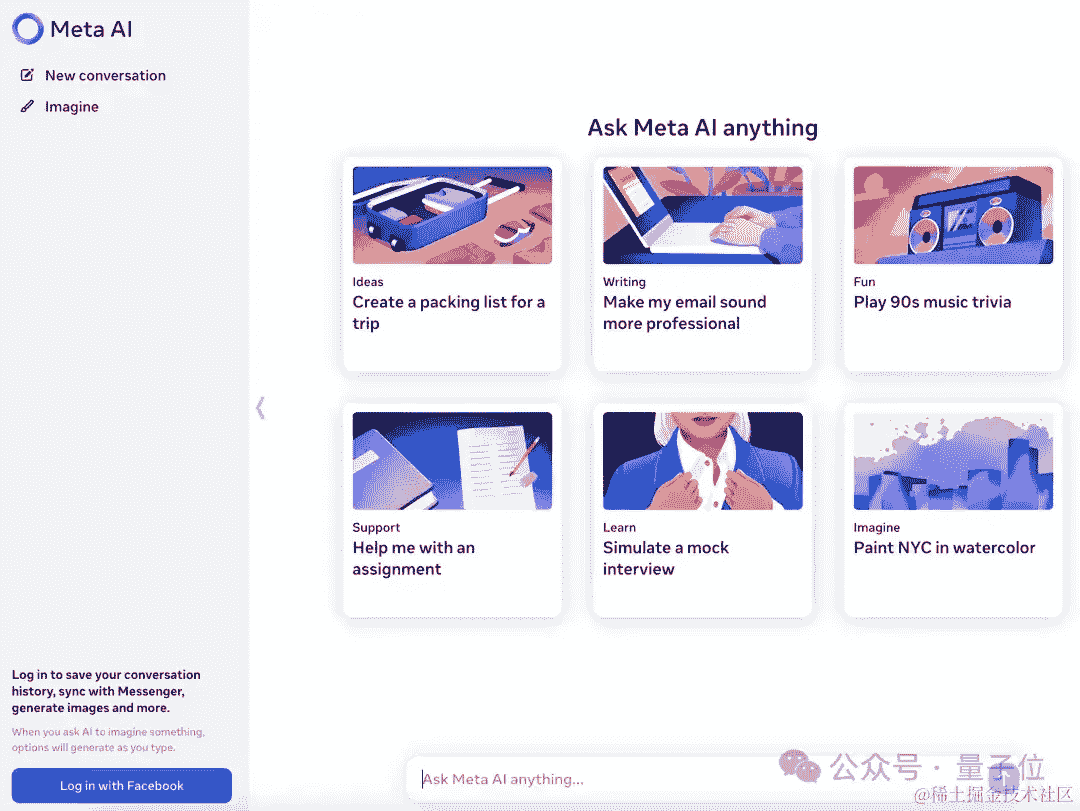 Meta AI
New conversation
Imagine
Ask Meta AI anything
Ideas
Create a packing list for a
trip
Writing
Make my email sound
more professional
Fun
Play 90s music trivia
Support
Help me with an
assignment
Learn
Simulate a mock
interview
Imagine
Paint NYC in watercolor
Log in to save your conversation
history, sync with Messenger,
generate images and more.
When you ask AI to imagine something,
options will generate as you type.
Log in with Facebook
Ask Meta AI anything...
公众号 · 量子位
@稀土掘金技术社区